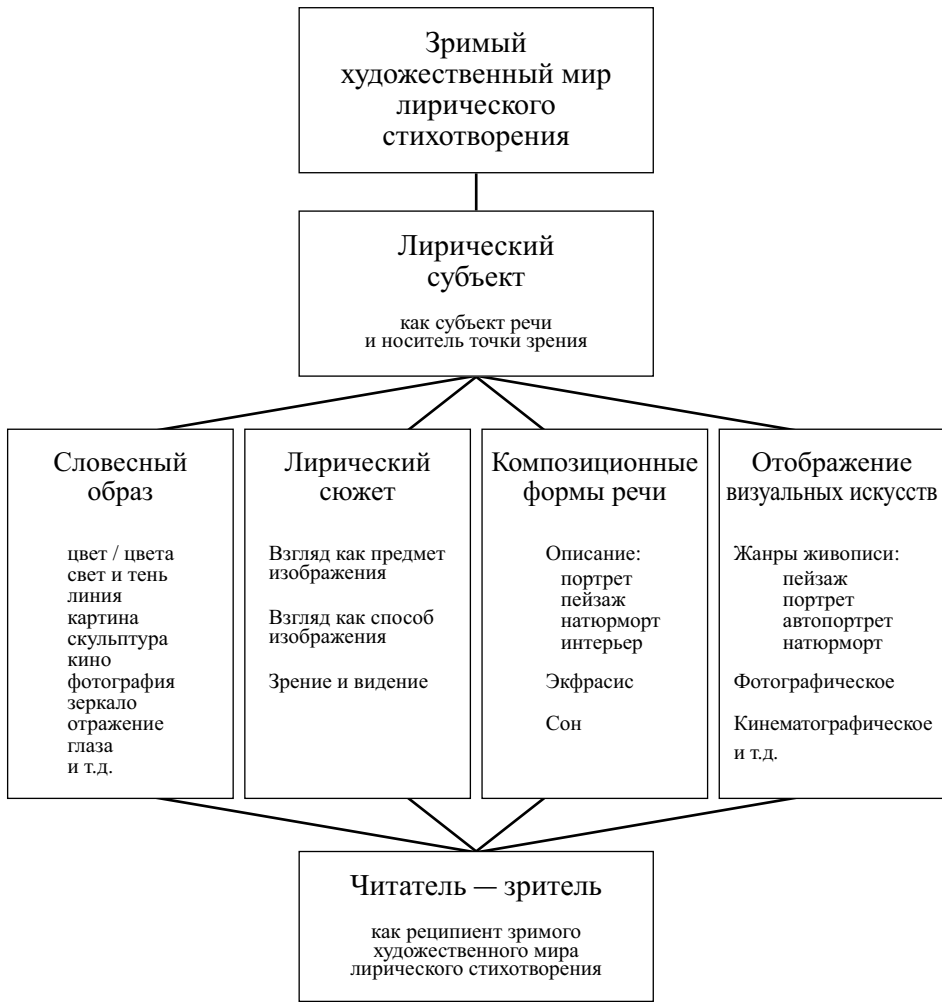 Зримый
художественный мир
лирического
стихотворения
Лирический
субъект
как субъект речи
и носитель точки зрения
Словесный
образ
цвет / цвета
свет и тень
линия
картина
скульптура
кино
фотография
зеркало
отражение
глаза
и т.д.
Лирический
сюжет
Взгляд как предмет
изображения
Взгляд как способ
изображения
Зрение и видение
Композиционные
формы речи
Описание:
портрет
пейзаж
натюрморт
интерьер
Экфрасис
Сон
Отображение
визуальных искусств
Жанры живописи:
пейзаж
портрет
автопортрет
натюрморт
Фотографическое
Кинематографическое
и т.д.
Читатель — зритель
как реципиент зримого
художественного мира
лирического стихотворения